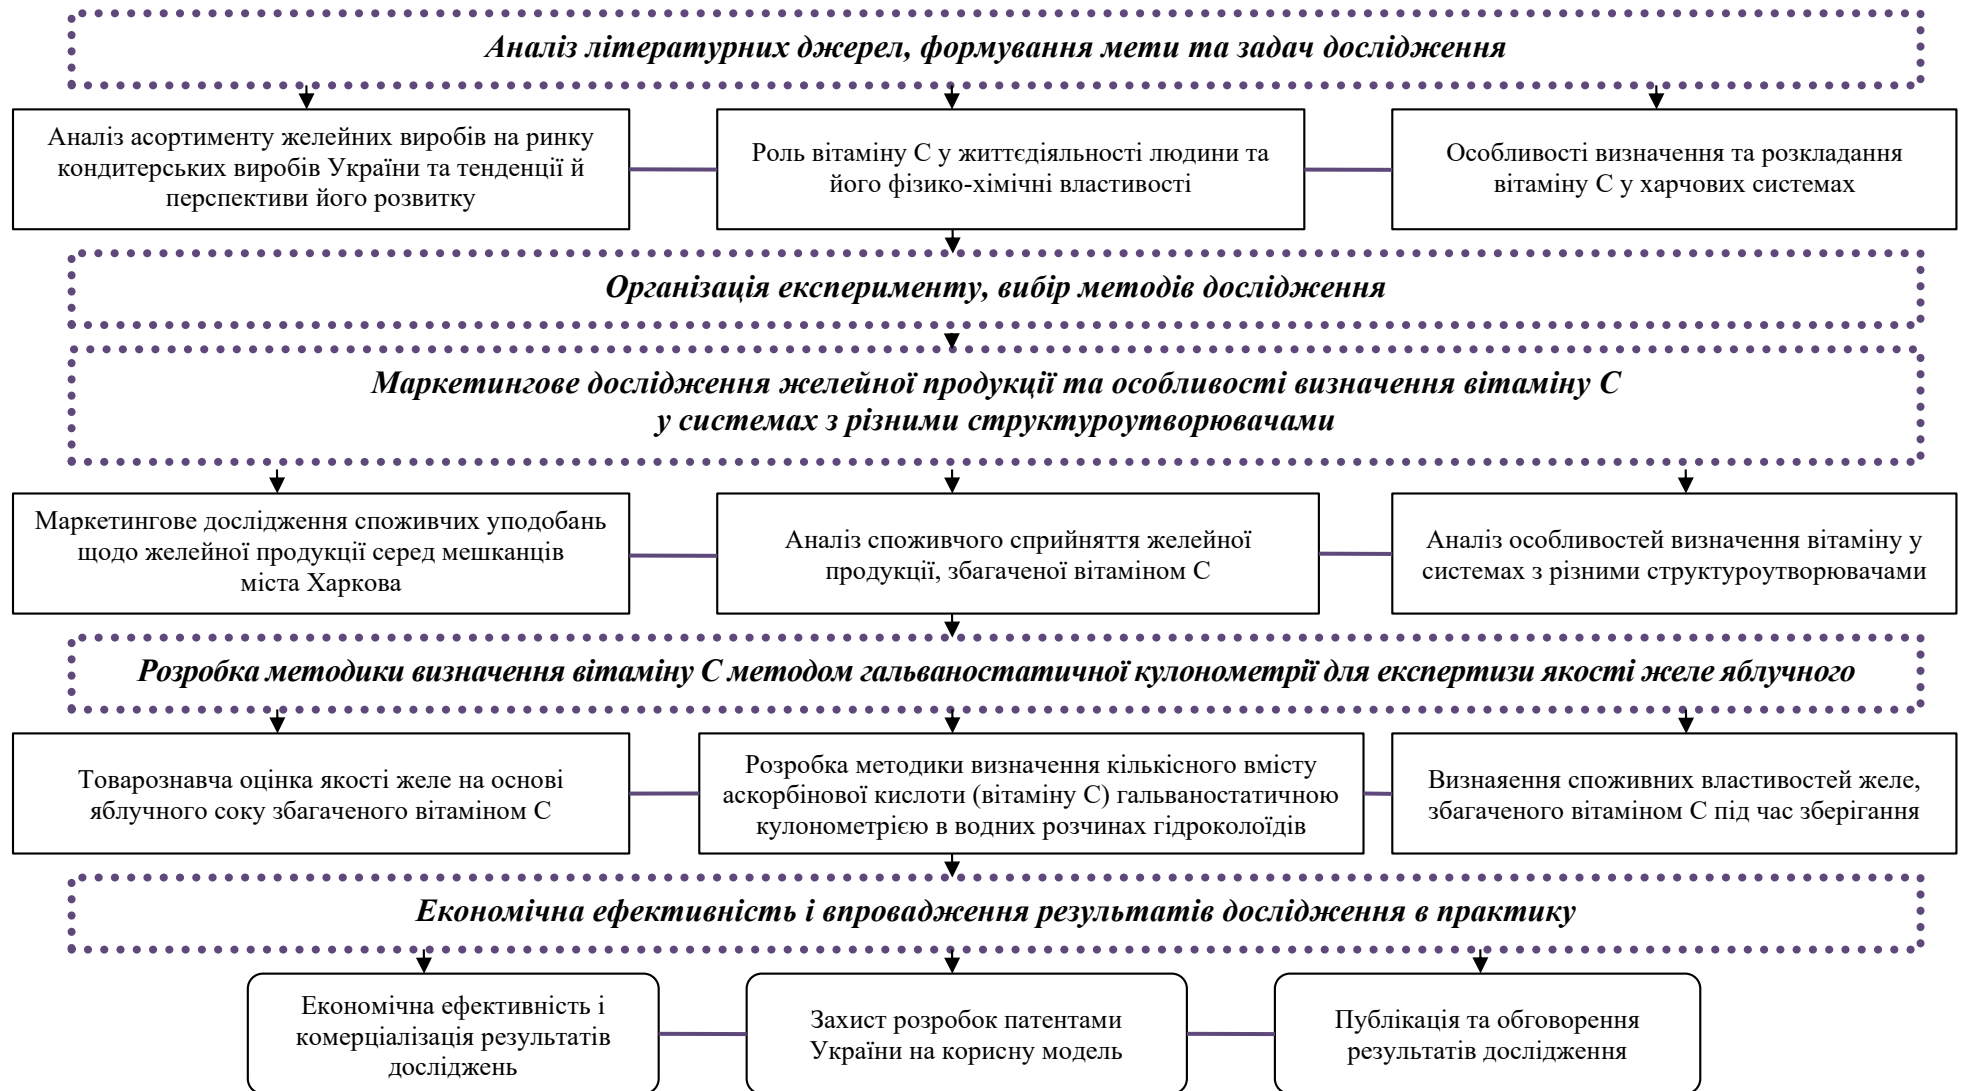 Аналіз літературних джерел, формування мети та задач дослідження
Аналіз асортименту желейних виробів на ринку
кондитерських виробів України та тенденції й
перспективи його розвитку
Роль вітаміну С у життєдіяльності людини та
його фізико-хімічні властивості
Особливості визначення та розкладання
вітаміну С у харчових системах
Організація експерименту, вибір методів дослідження
Маркетингове дослідження желейної продукції та особливості визначення вітаміну С
у системах з різними структуроутворювачами
Маркетингове дослідження споживчих уподобань
щодо желейної продукції серед мешканців
міста Харкова
Аналіз споживчого сприйняття желейної
продукції, збагаченої вітаміном С
Аналіз особливостей визначення вітаміну у
системах з різними структуроутворювачами
Розробка методики визначення вітаміну С методом гальваностатичної кулонометрії для експертизи якості желе яблучного
Товарознавча оцінка якості желе на основі
яблучного соку збагаченого вітаміном С
Розробка методики визначення кількісного вмісту
аскорбінової кислоти (вітаміну С) гальваностатичною
кулонометрією в водних розчинах гідроколоїдів
Визнаяення споживних властивостей желе,
збагаченого вітаміном С під час зберігання
Економічна ефективність і впровадження результатів дослідження в практику
Економічна ефективність і
комерціалізація результатів
досліджень
Захист розробок патентами
України на корисну модель
Публікація та обговорення
результатів дослідження